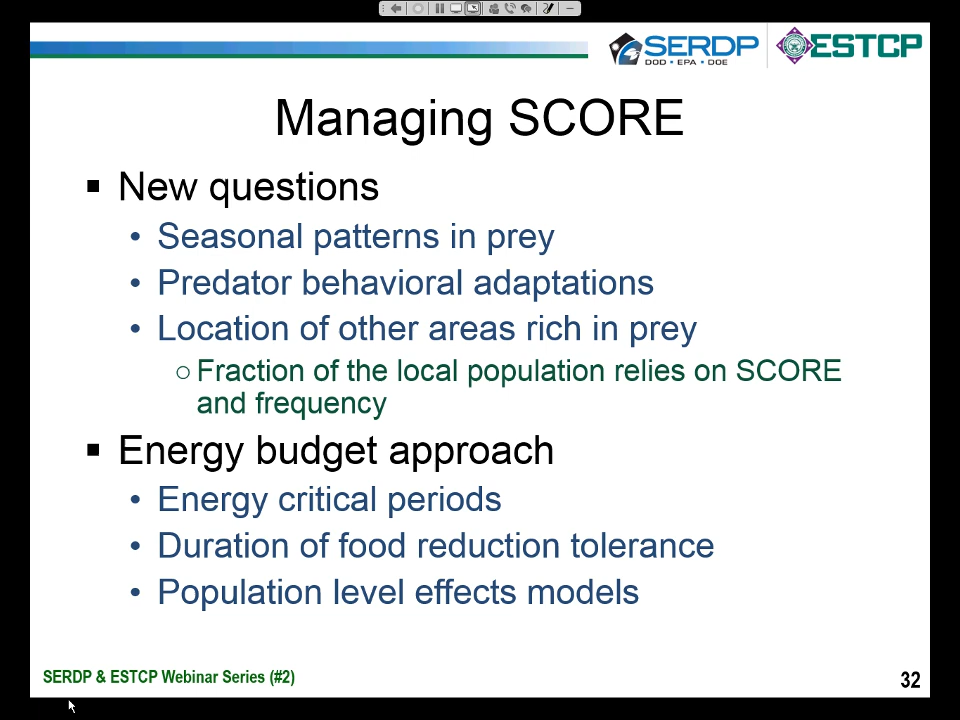 SERDP
DOD • EPA • DOE
ESTCP
Managing SCORE
▪ New questions
• Seasonal patterns in prey
• Predator behavioral adaptations
• Location of other areas rich in prey
○ Fraction of the local population relies on SCORE
and frequency
▪ Energy budget approach
• Energy critical periods
• Duration of food reduction tolerance
• Population level effects models
SERDP & ESTCP Webinar Series (#2)
32